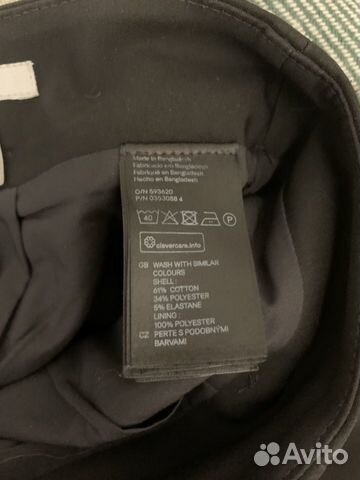 Made in Bangladesh
Fabricado en Bangladesh
Fabriqué en Bangladesh
Hecho en Bangladesh
O/N 593620
P/N 0353088 4
40 P
clevercare.info
GB WASH WITH SIMILAR
COLOURS
SHELL :
61% COTTON
34% POLYESTER
5% ELASTANE
LINING :
100% POLYESTER
CZ PERTE S PODOBNÝMI
BARVAMI
Avito